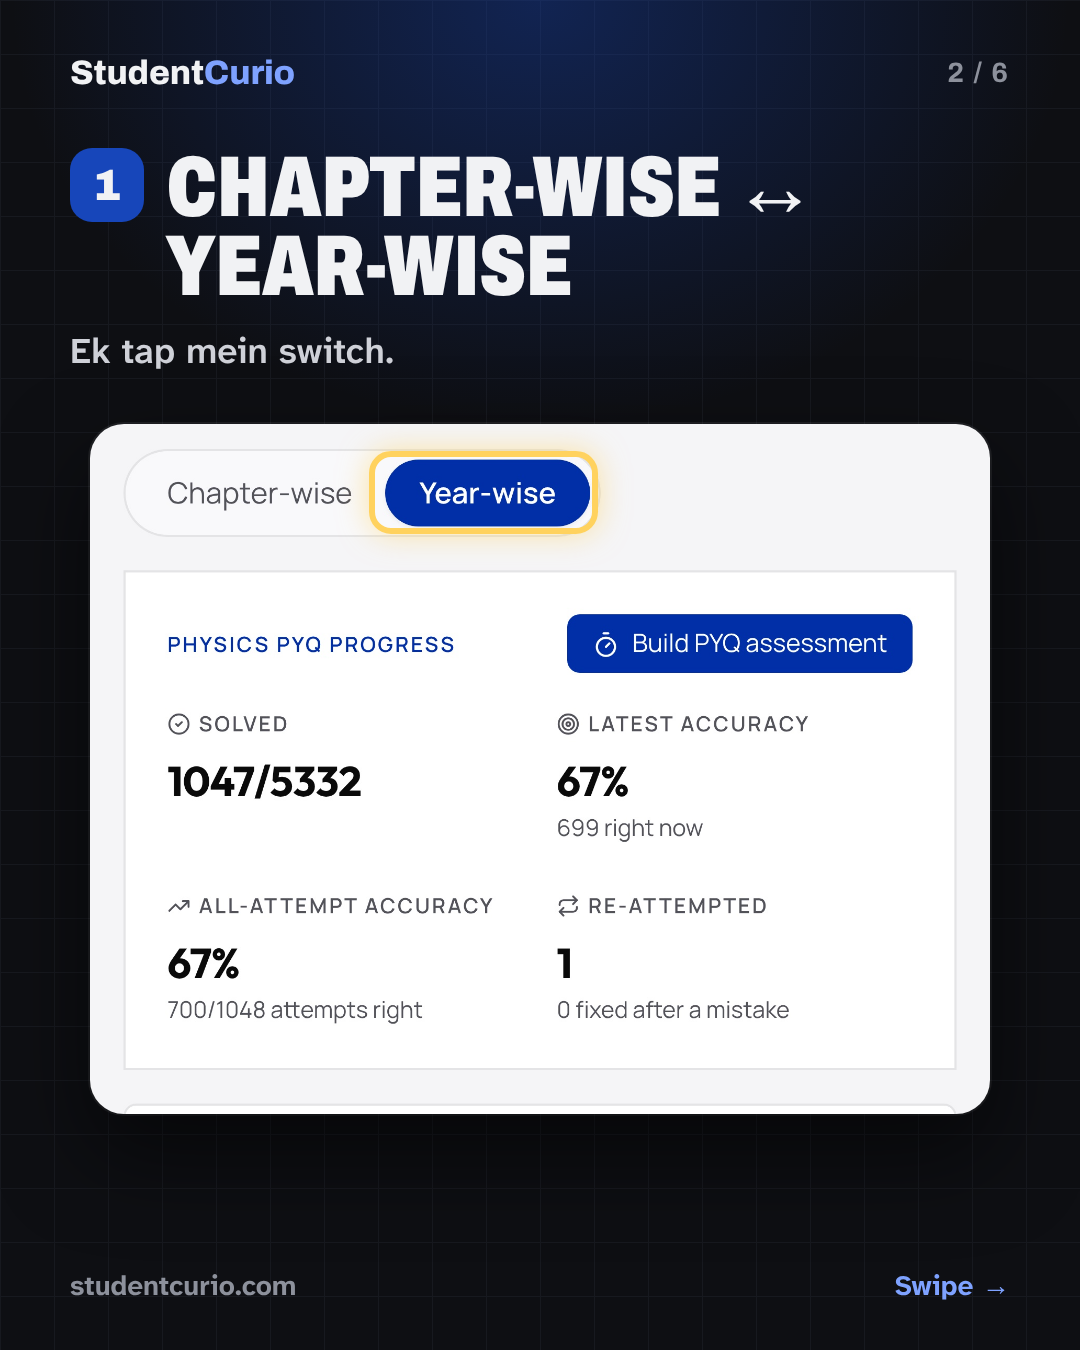 StudentCurio
2 / 6
1
CHAPTER-WISE ↔
YEAR-WISE
Ek tap mein switch.
Chapter-wise
Year-wise
PHYSICS PYQ PROGRESS
Build PYQ assessment
SOLVED
1047/5332
LATEST ACCURACY
67%
699 right now
ALL-ATTEMPT ACCURACY
67%
700/1048 attempts right
RE-ATTEMPTED
1
0 fixed after a mistake
studentcurio.com
Swipe →